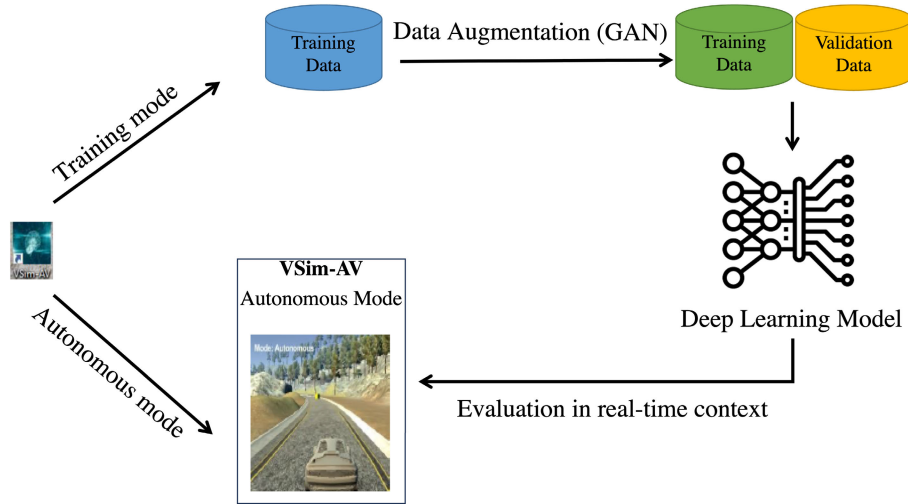 Training
Data
Data Augmentation (GAN)
Training
Data
Validation
Data
Training mode
VSim-AV
Autonomous mode
VSim-AV
Autonomous Mode
Mode: Autonomous
Deep Learning Model
Evaluation in real-time context